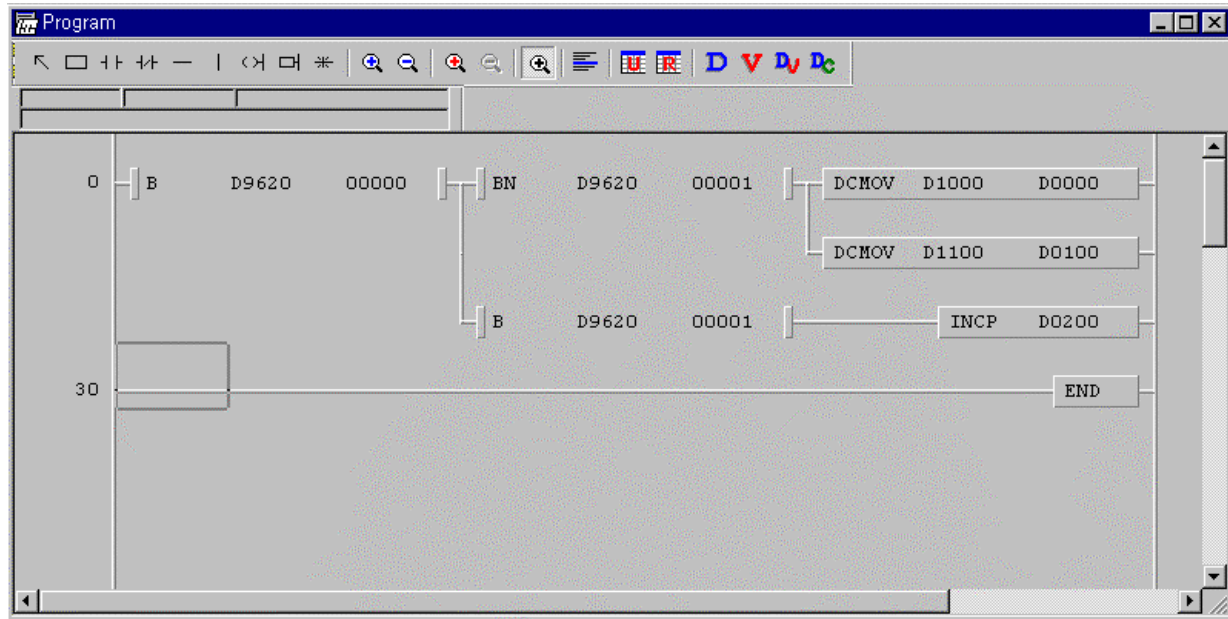 Program
U R D V DU DC
0 B D9620 00000 BN D9620 00001 DCMOV D1000 D0000
DCMOV D1100 D0100
B D9620 00001 INCP D0200
30 END